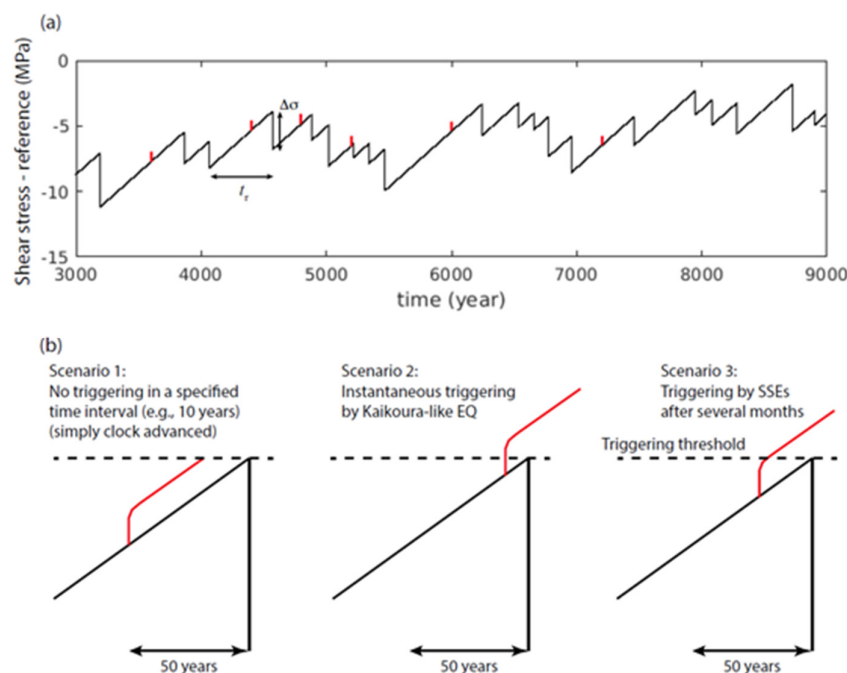 (a)
0
-5
-10
-15
Shear stress - reference (MPa)
Δσ
tr
3000 4000 5000 6000 7000 8000 9000
time (year)
(b)
Scenario 1:
No triggering in a specified
time interval (e.g., 10 years)
(simply clock advanced)
Scenario 2:
Instantaneous triggering
by Kaikoura-like EQ
Scenario 3:
Triggering by SSEs
after several months
Triggering threshold
50 years
50 years
50 years